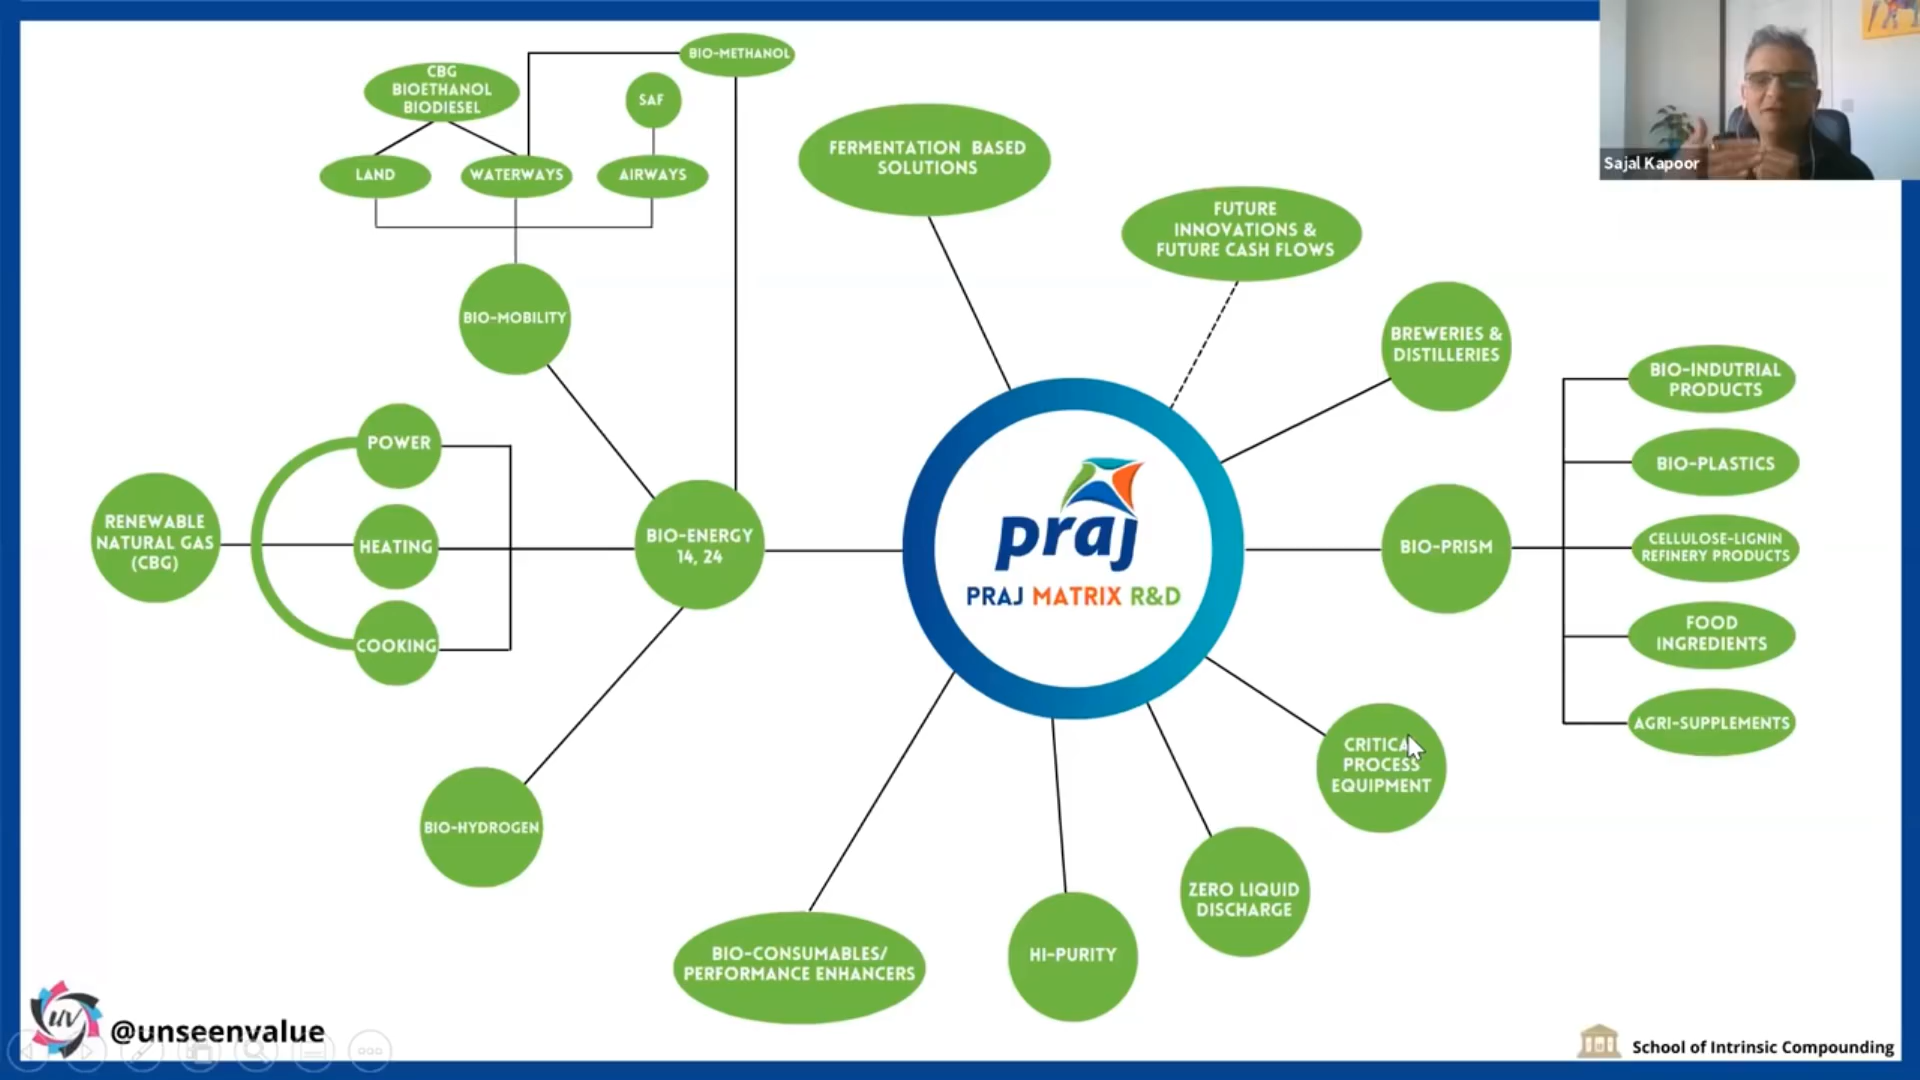 BIO-METHANOL
CBG
BIOETHANOL
BIODIESEL
SAF
LAND
WATERWAYS
AIRWAYS
FERMENTATION BASED
SOLUTIONS
FUTURE
INNOVATIONS &
FUTURE CASH FLOWS
Sajal Kapoor
BIO-MOBILITY
BREWERIES &
DISTILLERIES
BIO-INDUTRIAL
PRODUCTS
POWER
BIO-PLASTICS
RENEWABLE
NATURAL GAS
(CBG)
HEATING
BIO-ENERGY
14, 24
praj
PRAJ MATRIX R&D
BIO-PRISM
CELLULOSE-LIGNIN
REFINERY PRODUCTS
COOKING
FOOD
INGREDIENTS
AGRI-SUPPLEMENTS
CRITICAL
PROCESS
EQUIPMENT
BIO-HYDROGEN
ZERO LIQUID
DISCHARGE
BIO-CONSUMABLES/
PERFORMANCE ENHANCERS
HI-PURITY
UV
@unseenvalue
School of Intrinsic Compounding